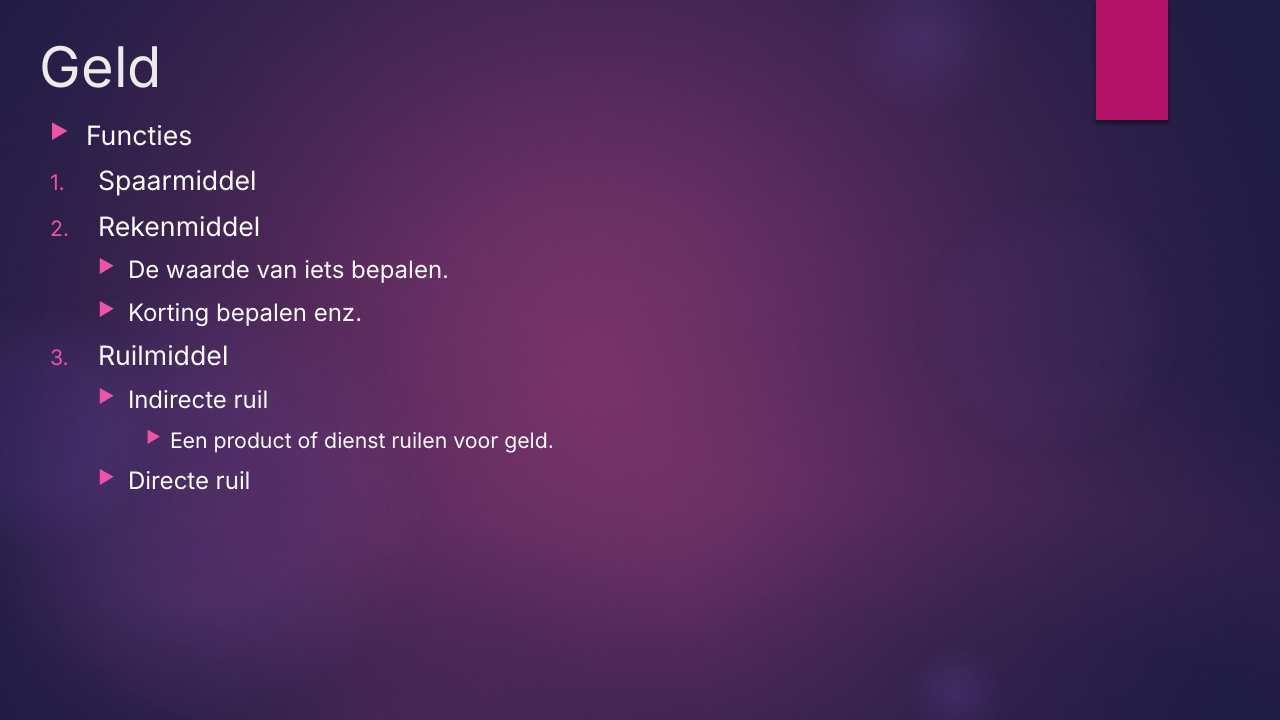 Geld
Functies
1. Spaarmiddel
2. Rekenmiddel
De waarde van iets bepalen.
Korting bepalen enz.
3. Ruilmiddel
Indirecte ruil
Een product of dienst ruilen voor geld.
Directe ruil